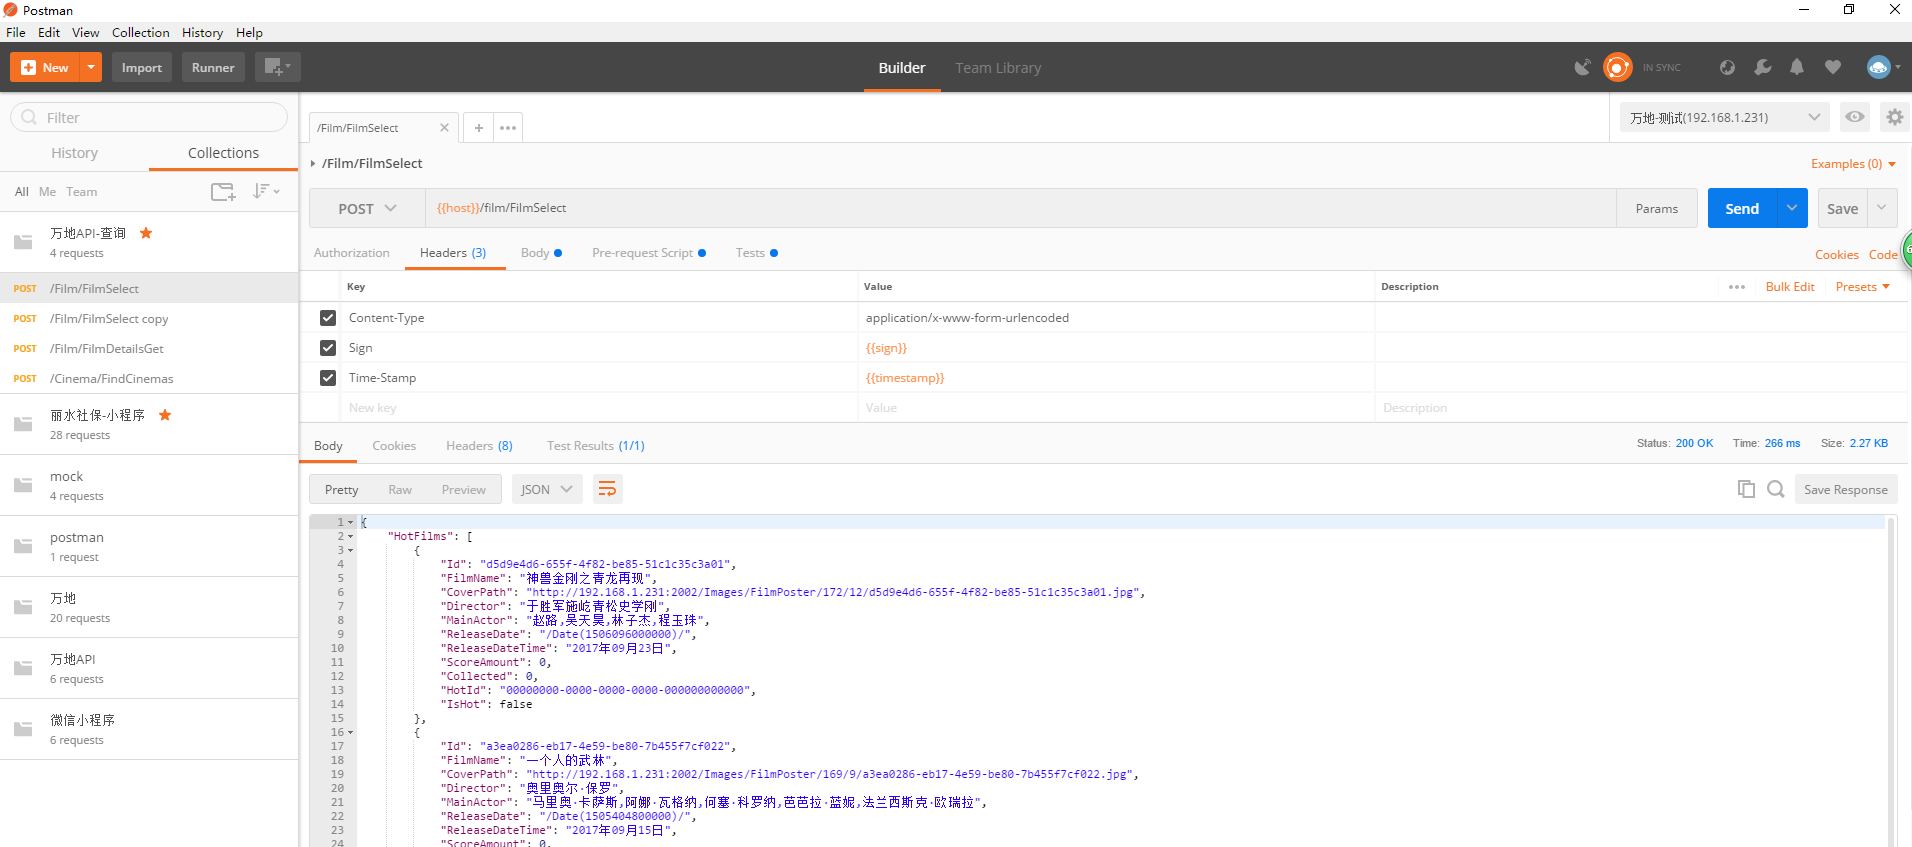 Postman
File Edit View Collection History Help
New Import Runner Builder Team Library IN SYNC
Filter
History Collections
All Me Team
万地API-查询
4 requests
POST /Film/FilmSelect
POST /Film/FilmSelect copy
POST /Film/FilmDetailsGet
POST /Cinema/FindCinemas
丽水社保-小程序
28 requests
mock
4 requests
postman
1 request
万地
20 requests
万地API
6 requests
微信小程序
6 requests
/Film/FilmSelect
万地-测试(192.168.1.231)
/Film/FilmSelect Examples (0)
POST {{host}}/film/FilmSelect Params Send Save
Authorization Headers (3) Body Pre-request Script Tests Cookies Code
Key Value Description Bulk Edit Presets
Content-Type application/x-www-form-urlencoded
Sign {{sign}}
Time-Stamp {{timestamp}}
New key Value Description
Body Cookies Headers (8) Test Results (1/1) Status: 200 OK Time: 266 ms Size: 2.27 KB
Pretty Raw Preview JSON Save Response
1 {
2 "HotFilms": [
3 {
4 "Id": "d5d9e4d6-655f-4f82-be85-51c1c35c3a01",
5 "FilmName": "神兽金刚之青龙再现",
6 "CoverPath": "http://192.168.1.231:2002/Images/FilmPoster/172/12/d5d9e4d6-655f-4f82-be85-51c1c35c3a01.jpg",
7 "Director": "于胜军施屹青松史学刚",
8 "MainActor": "赵路,吴天昊,林子杰,程玉珠",
9 "ReleaseDate": "/Date(1506096000000)/",
10 "ReleaseDateTime": "2017年09月23日",
11 "ScoreAmount": 0,
12 "Collected": 0,
13 "HotId": "00000000-0000-0000-0000-000000000000",
14 "IsHot": false
15 },
16 {
17 "Id": "a3ea0286-eb17-4e59-be80-7b455f7cf022",
18 "FilmName": "一个人的武林",
19 "CoverPath": "http://192.168.1.231:2002/Images/FilmPoster/169/9/a3ea0286-eb17-4e59-be80-7b455f7cf022.jpg",
20 "Director": "奥里奥尔·保罗",
21 "MainActor": "马里奥·卡萨斯,阿娜·瓦格纳,何塞·科罗纳,芭芭拉·蓝妮,法兰西斯克·欧瑞拉",
22 "ReleaseDate": "/Date(1505404800000)/",
23 "ReleaseDateTime": "2017年09月15日",
24 "ScoreAmount": 0,